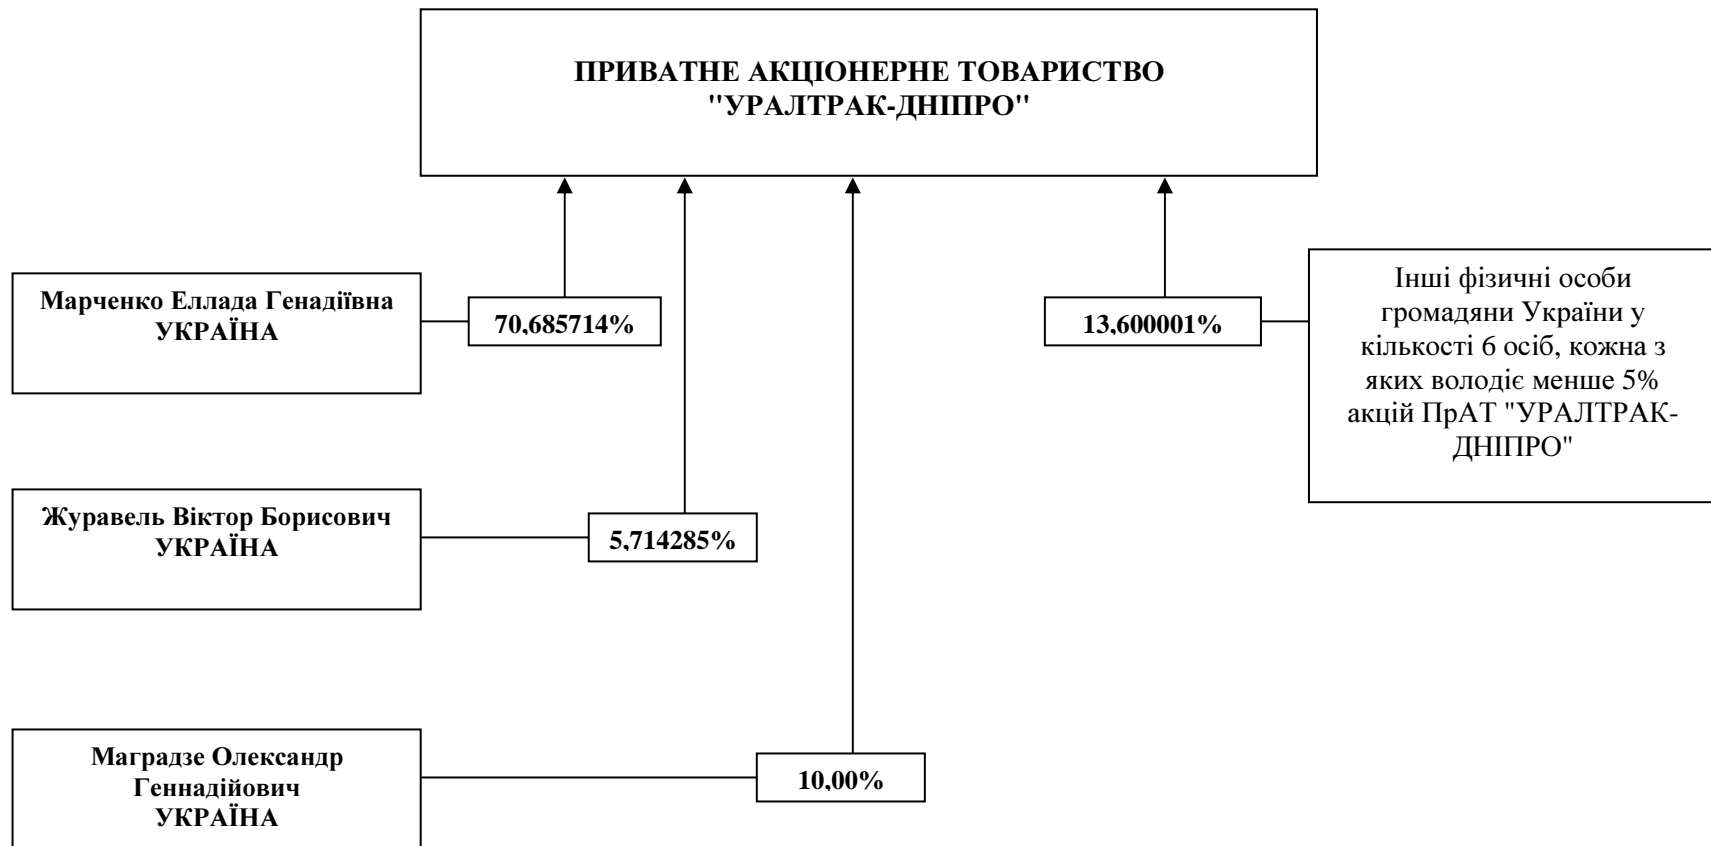 ПРИВАТНЕ АКЦІОНЕРНЕ ТОВАРИСТВО
"УРАЛТРАК-ДНІПРО"
Марченко Еллада Генадіївна
УКРАЇНА
70,685714%
13,600001%
Інші фізичні особи
громадяни України у
кількості 6 осіб, кожна з
яких володіє менше 5%
акцій ПрАТ "УРАЛТРАК-
ДНІПРО"
Журавель Віктор Борисович
УКРАЇНА
5,714285%
Маградзе Олександр
Геннадійович
УКРАЇНА
10,00%